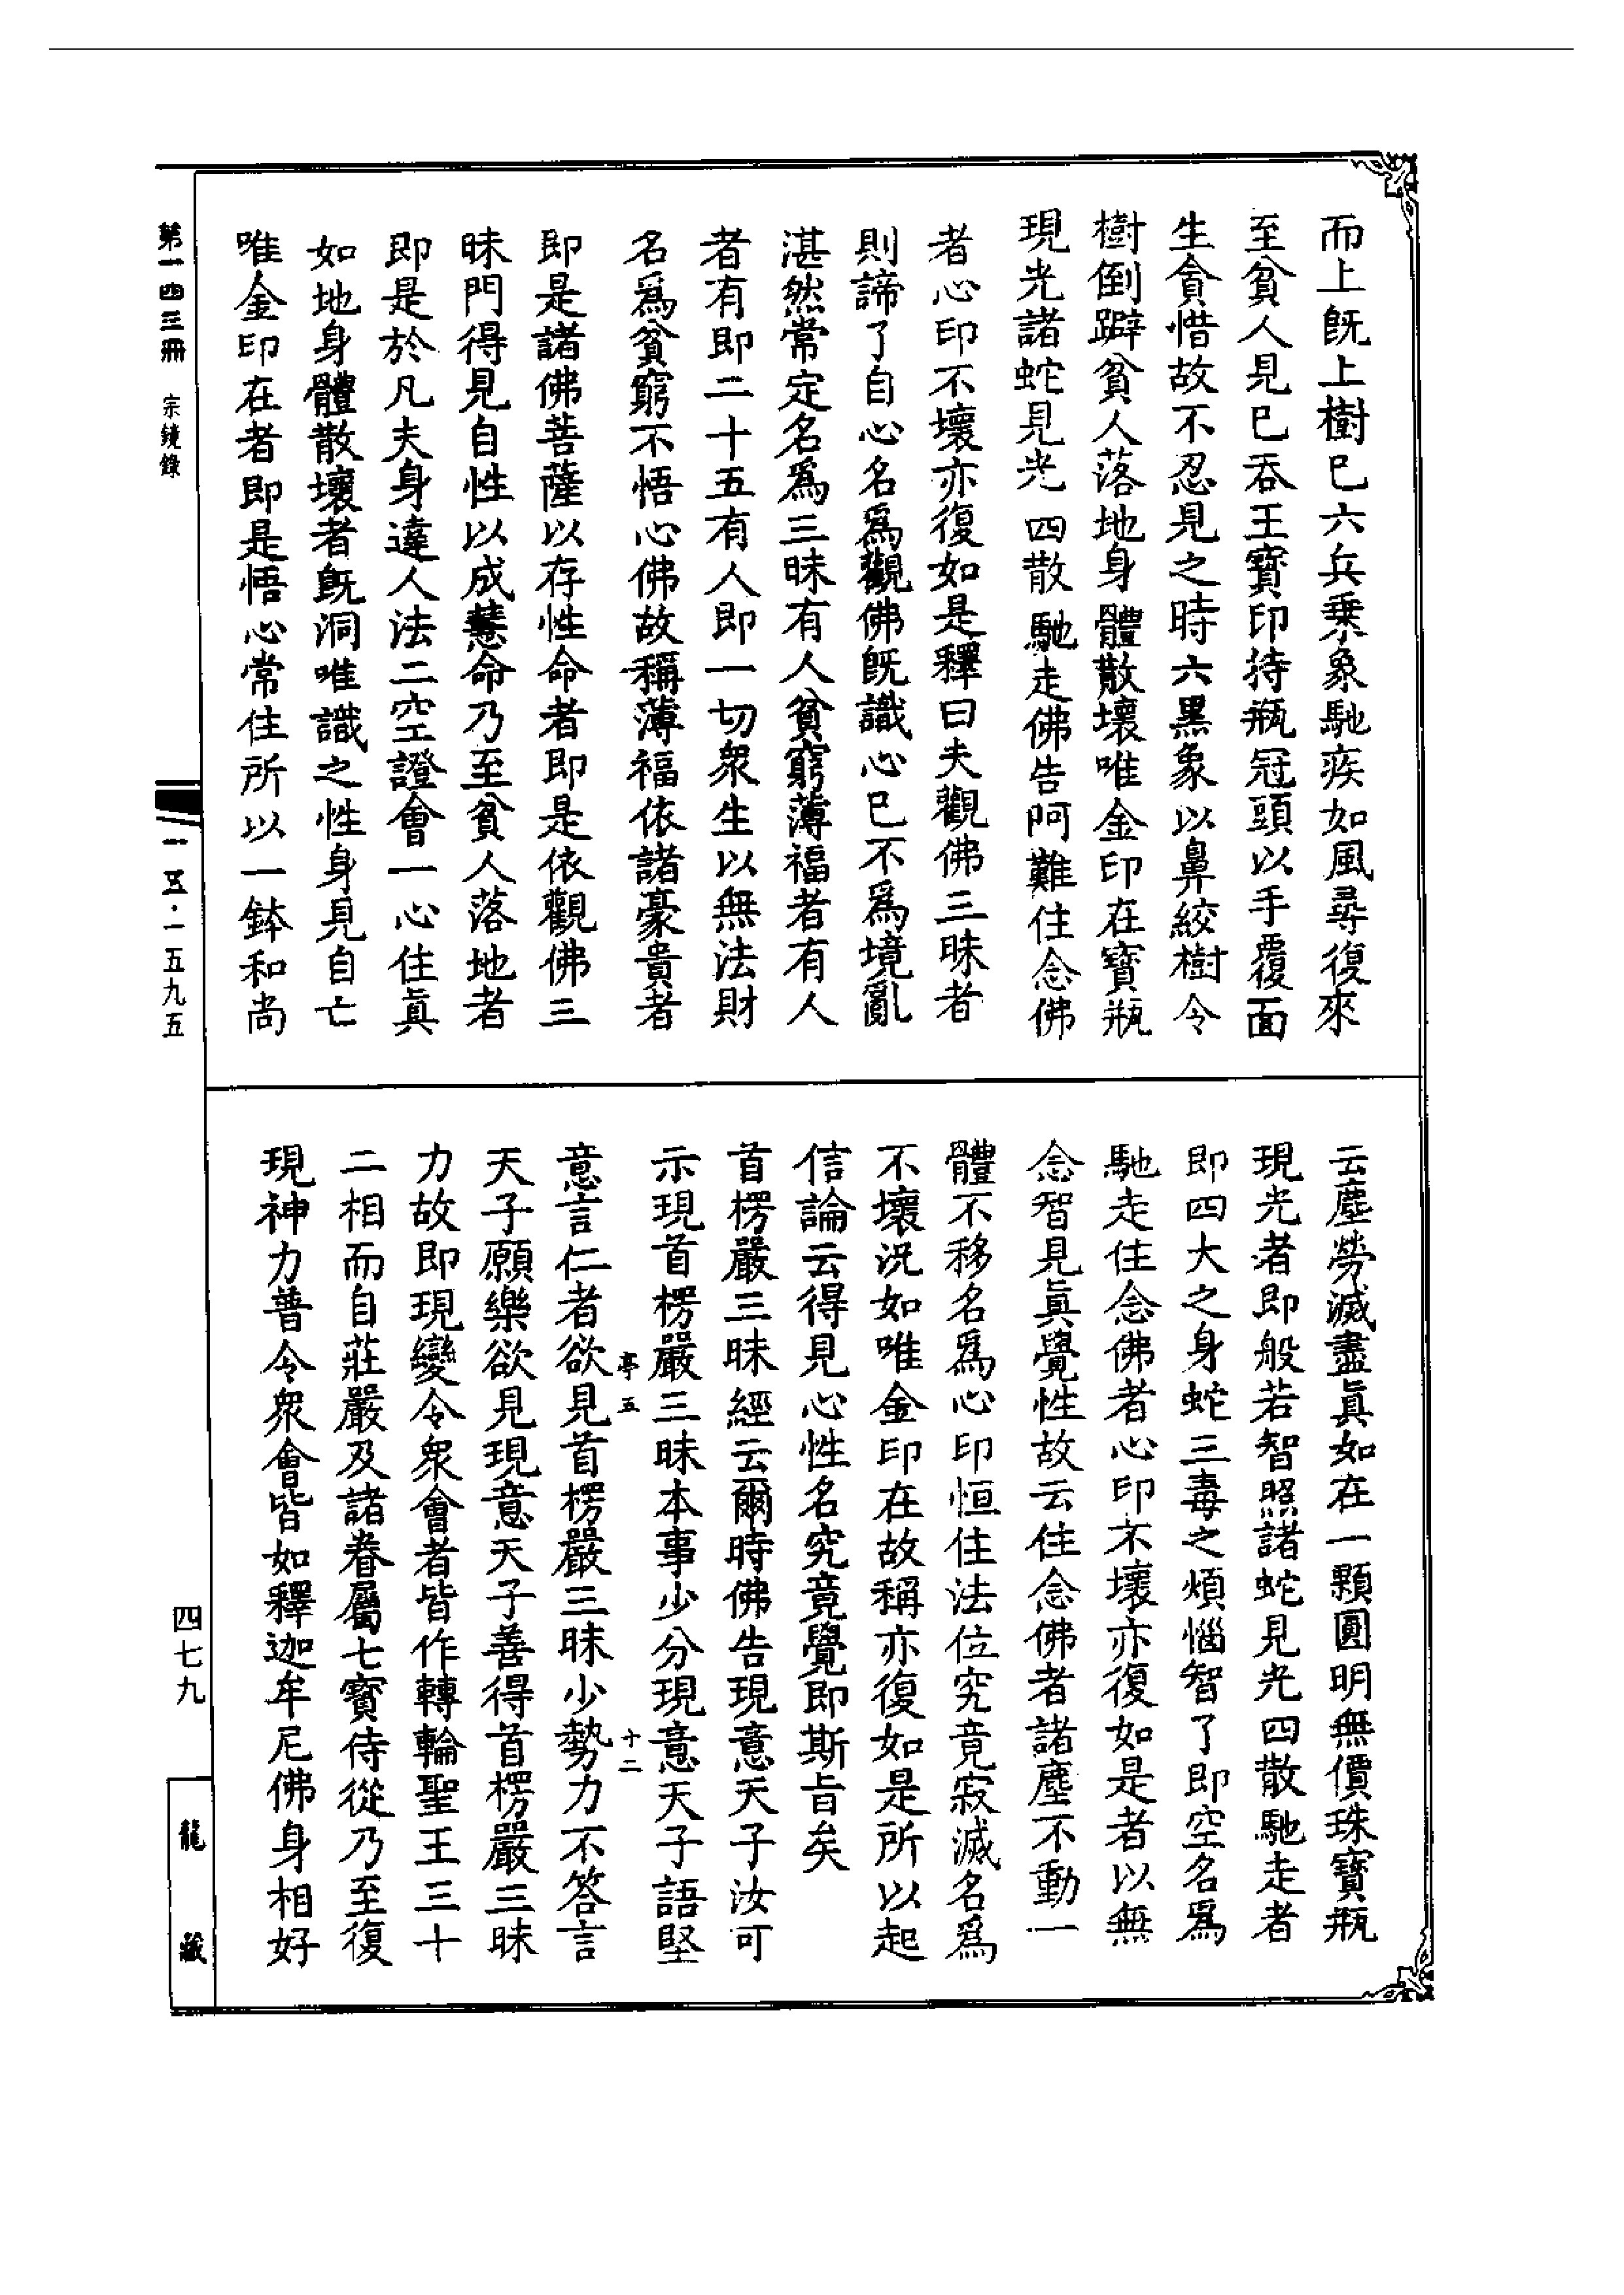 而上旣上樹巳六兵乗象馳疾如風尋復來
至貧人見巳吞王寳印持瓶冠頭以手覆面
生貪惜故不忍見之時六黑象以鼻絞樹令
樹倒躃貧人落地身體散壞唯金印在寳瓶
現光諸蛇見光四散馳走佛告阿難住念佛
者心印不壞亦復如是釋曰夫觀佛三昧者
則諦了自心名爲觀佛旣識心巳不爲境亂
湛然常定名爲三昧有人貧窮薄福者有人
者有即二十五有人即一切衆生以無法財
名爲貧窮不悟心佛故稱薄福依諸豪貴者
即是諸佛菩薩以存性命者即是依觀佛三
昧門得見自性以成慧命乃至貧人落地者
即是於凡夫身達人法二空證會一心住眞
如地身體散壞者旣洞唯識之性身見自亡
唯金印在者即是悟心常住所以一鉢和尚
云塵勞滅盡眞如在一顆圓明無價珠寳瓶
現光者即般若智照諸蛇見光四散馳走者
即四大之身蛇三毒之煩惱智了即空名爲
馳走住念佛者心印不壞亦復如是者以無
念智見眞覺性故云住念佛者諸塵不動一
體不移名爲心印恒住法位究竟寂滅名爲
不壞況如唯金印在故稱亦復如是所以起
信論云得見心性名究竟覺即斯旨矣
首楞嚴三昧經云爾時佛告現意天子汝可
示現首楞嚴三昧本事少分現意天子語堅
亭五 十二
意言仁者欲見首楞嚴三昧少勢力不答言
天子願樂欲見現意天子善得首楞嚴三昧
力故即現變令衆會者皆作轉輪聖王三十
二相而自莊嚴及諸眷屬七寳侍從乃至復
現神力普令衆會皆如釋迦牟尼佛身相好
第一四三冊 宗鏡錄
一五·一五九五
四七九
龍藏